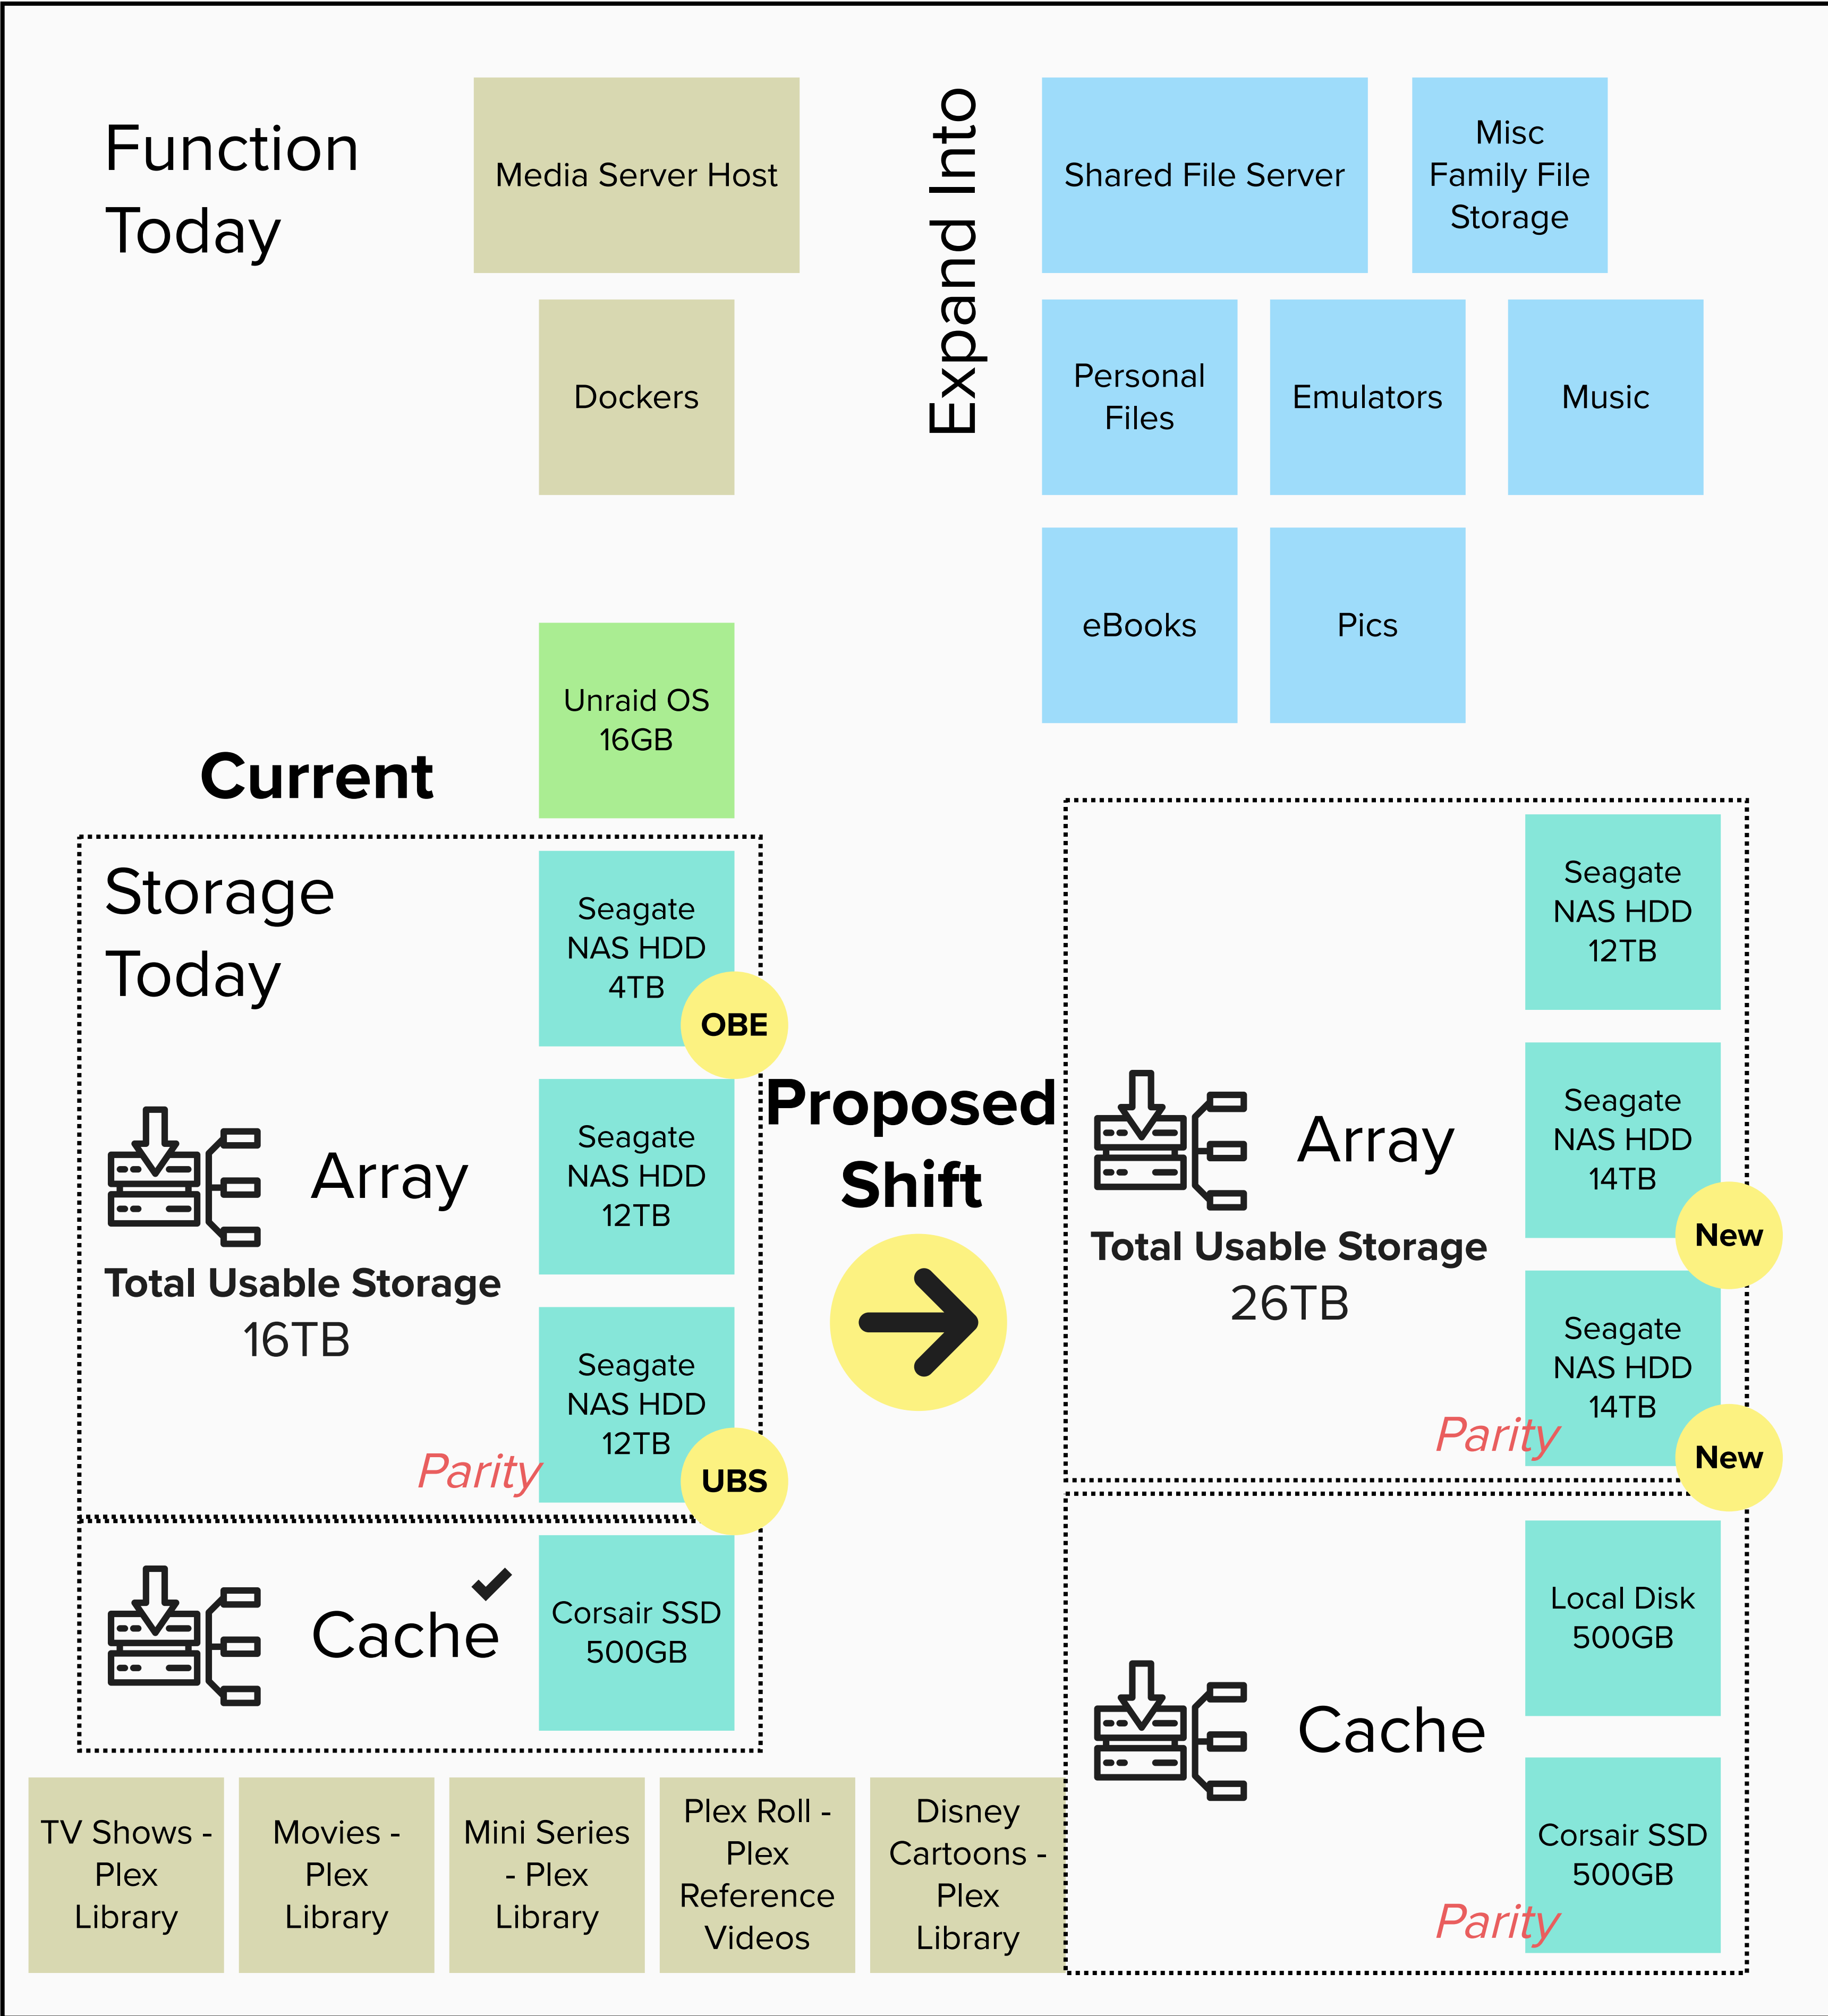 Function
Today
Media Server Host
Dockers
Expand Into
Shared File Server
Misc
Family File
Storage
Personal
Files
Emulators
Music
eBooks
Pics
Unraid OS
16GB
Current
Storage
Today
Seagate
NAS HDD
4TB
OBE
Array
Total Usable Storage
16TB
Seagate
NAS HDD
12TB
Seagate
NAS HDD
12TB
Parity
UBS
Cache
Corsair SSD
500GB
Proposed
Shift
Seagate
NAS HDD
12TB
Array
Total Usable Storage
26TB
Seagate
NAS HDD
14TB
New
Seagate
NAS HDD
14TB
Parity
New
Cache
Local Disk
500GB
Corsair SSD
500GB
Parity
TV Shows -
Plex
Library
Movies -
Plex
Library
Mini Series
- Plex
Library
Plex Roll -
Plex
Reference
Videos
Disney
Cartoons -
Plex
Library